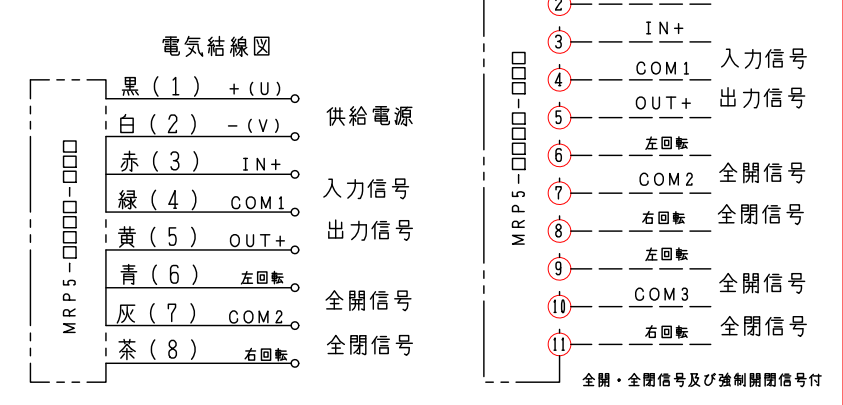 電気結線図
黒(1) +(U)
白(2) -(V)
供給電源
赤(3) IN+
緑(4) COM1
入力信号
黄(5) OUT+
出力信号
青(6) 左回転
灰(7) COM2
全開信号
茶(8) 右回転
全閉信号
MRP5-□□□□-□□□
②
③ IN+
④ COM1
入力信号
⑤ OUT+
出力信号
⑥ 左回転
⑦ COM2
全開信号
⑧ 右回転
全閉信号
⑨ 左回転
⑩ COM3
全開信号
⑪ 右回転
全閉信号
MRP5-□□□□-□□□
全開・全閉信号及び強制開閉信号付